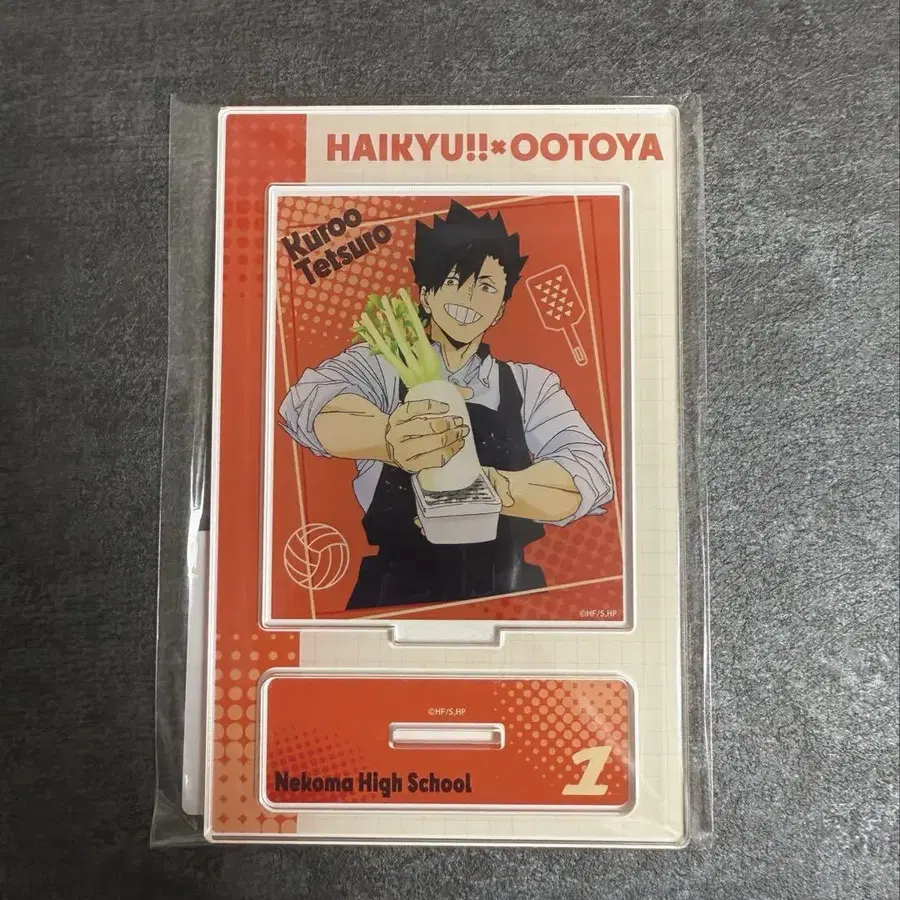 HAIKYU!!×OOTOYA
Kuroo
Tetsuro
©HF/S,HP
©HF/S,HP
Nekoma High School
1